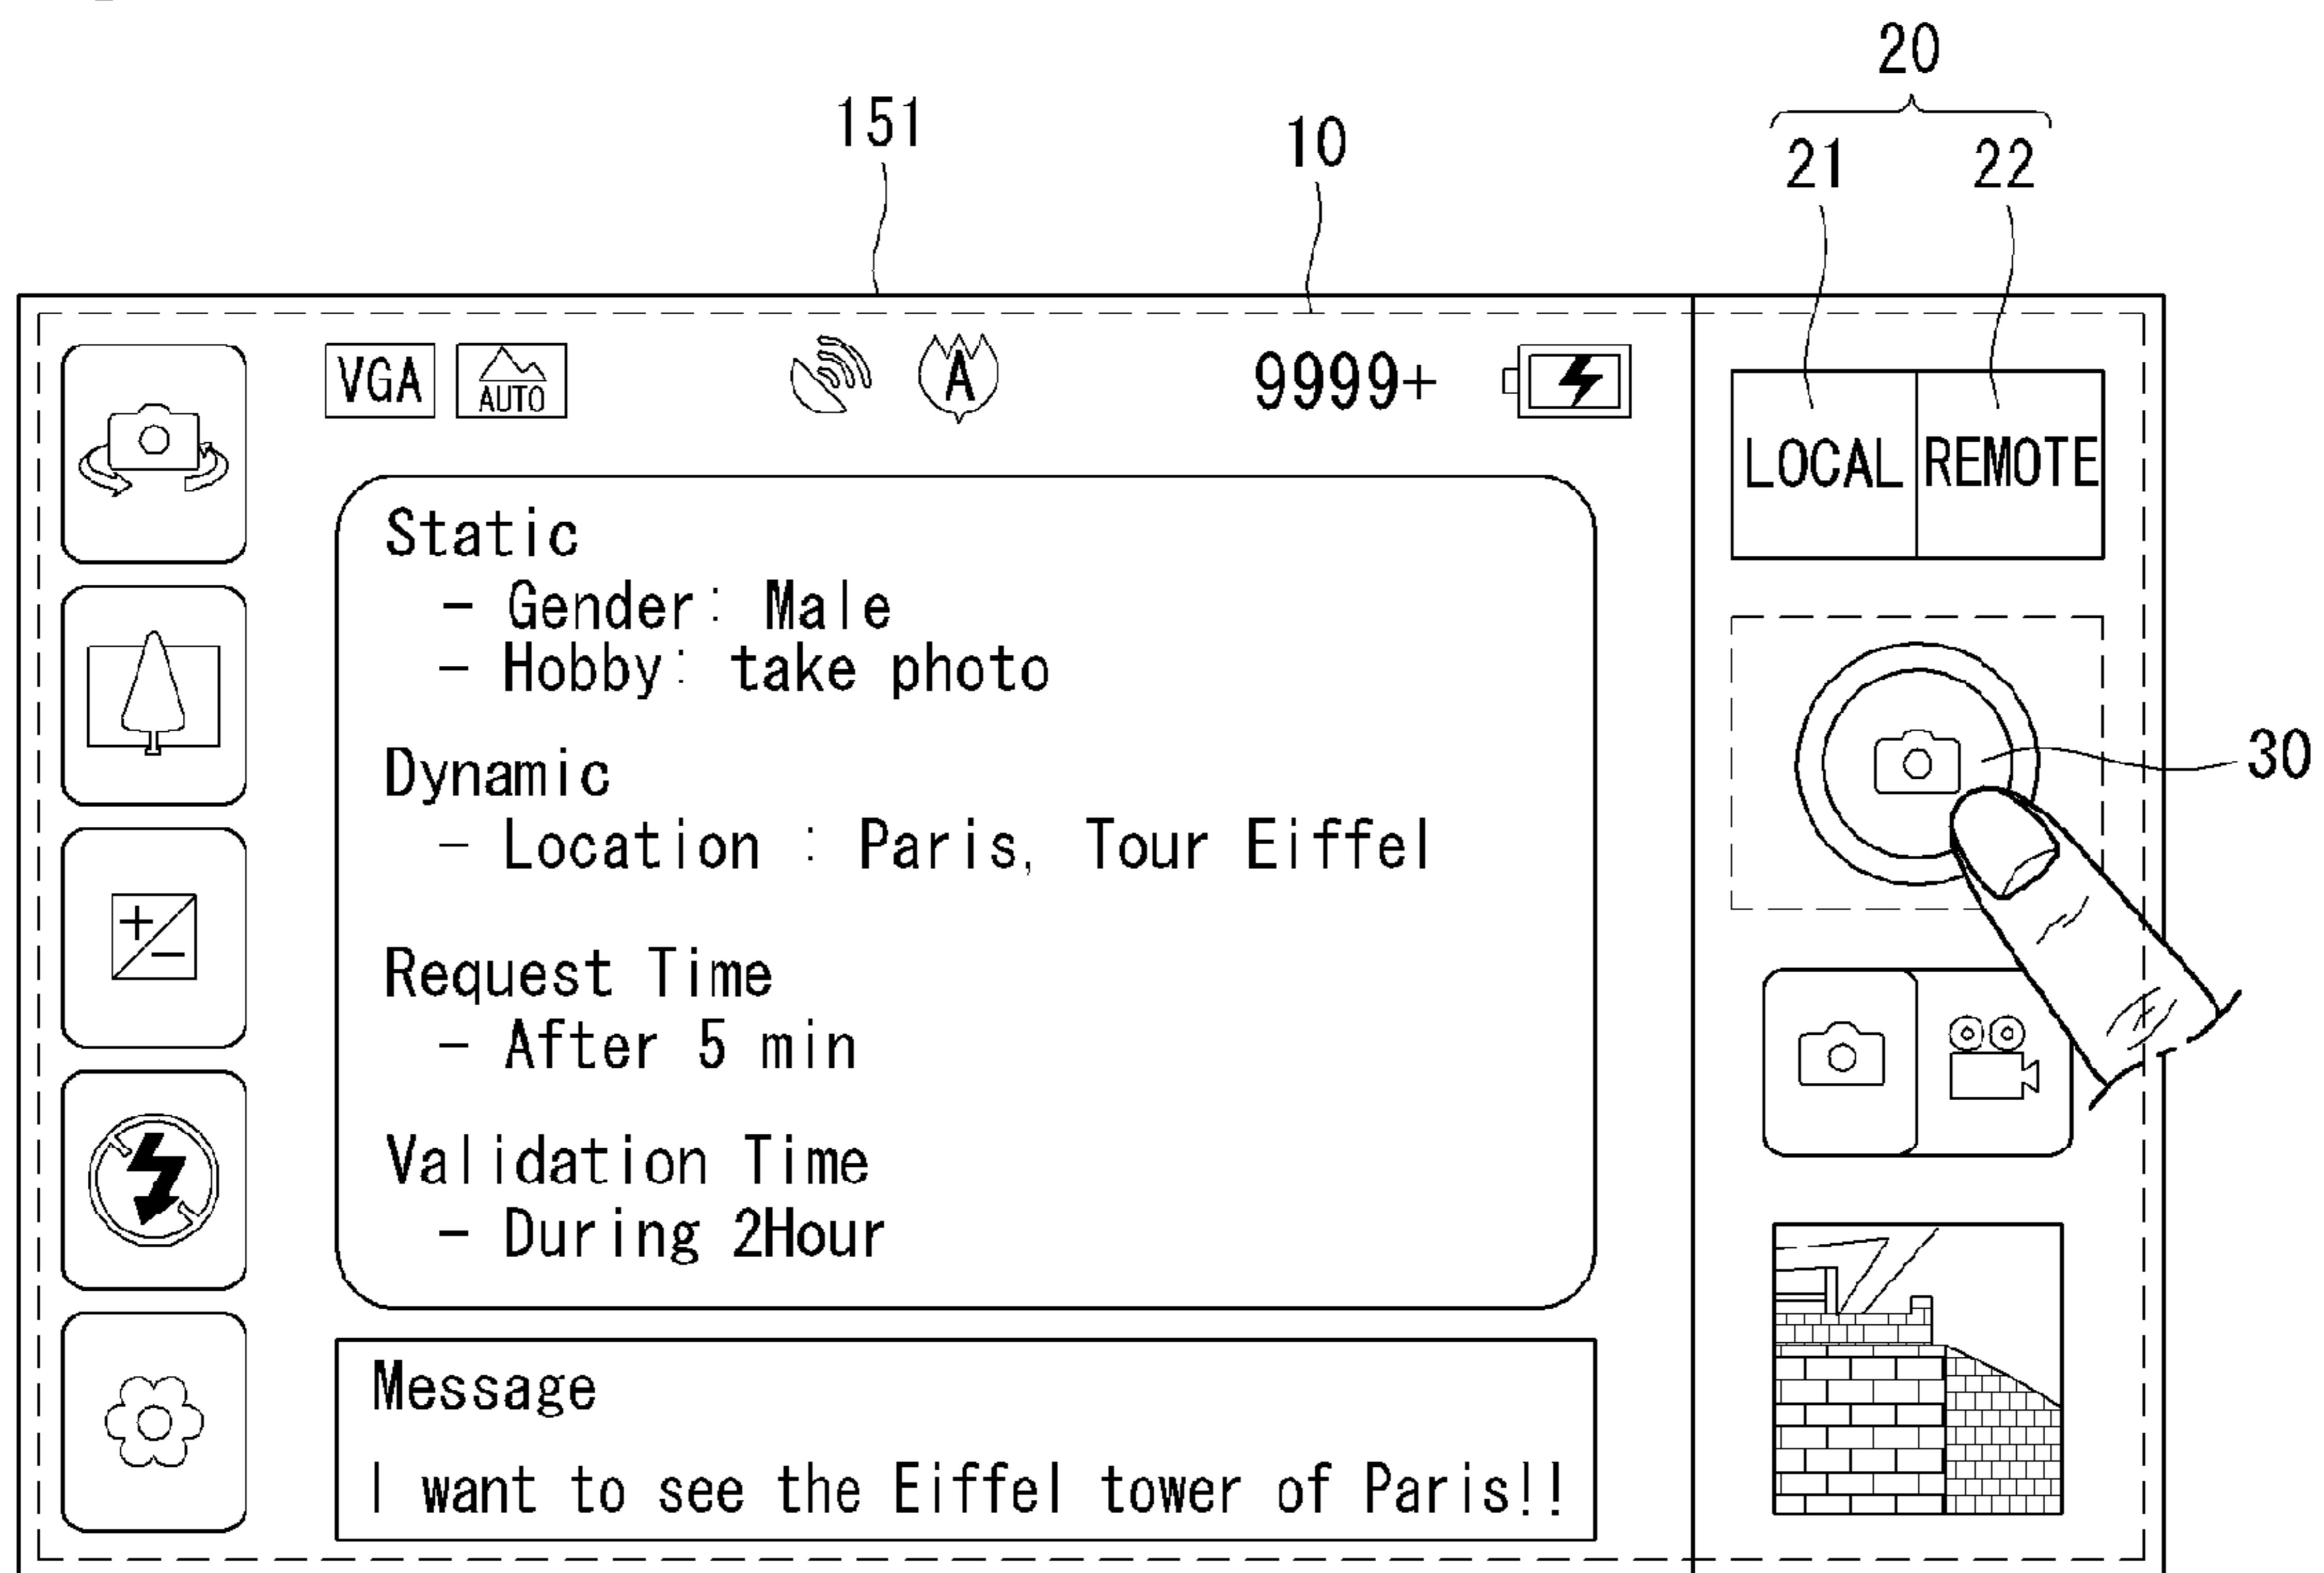 20
151
10
21
22
VGA
AUTO
A
9999+
LOCAL
REMOTE
Static
- Gender: Male
- Hobby: take photo
30
Dynamic
- Location : Paris, Tour Eiffel
Request Time
- After 5 min
Validation Time
- During 2Hour
Message
I want to see the Eiffel tower of Paris!!